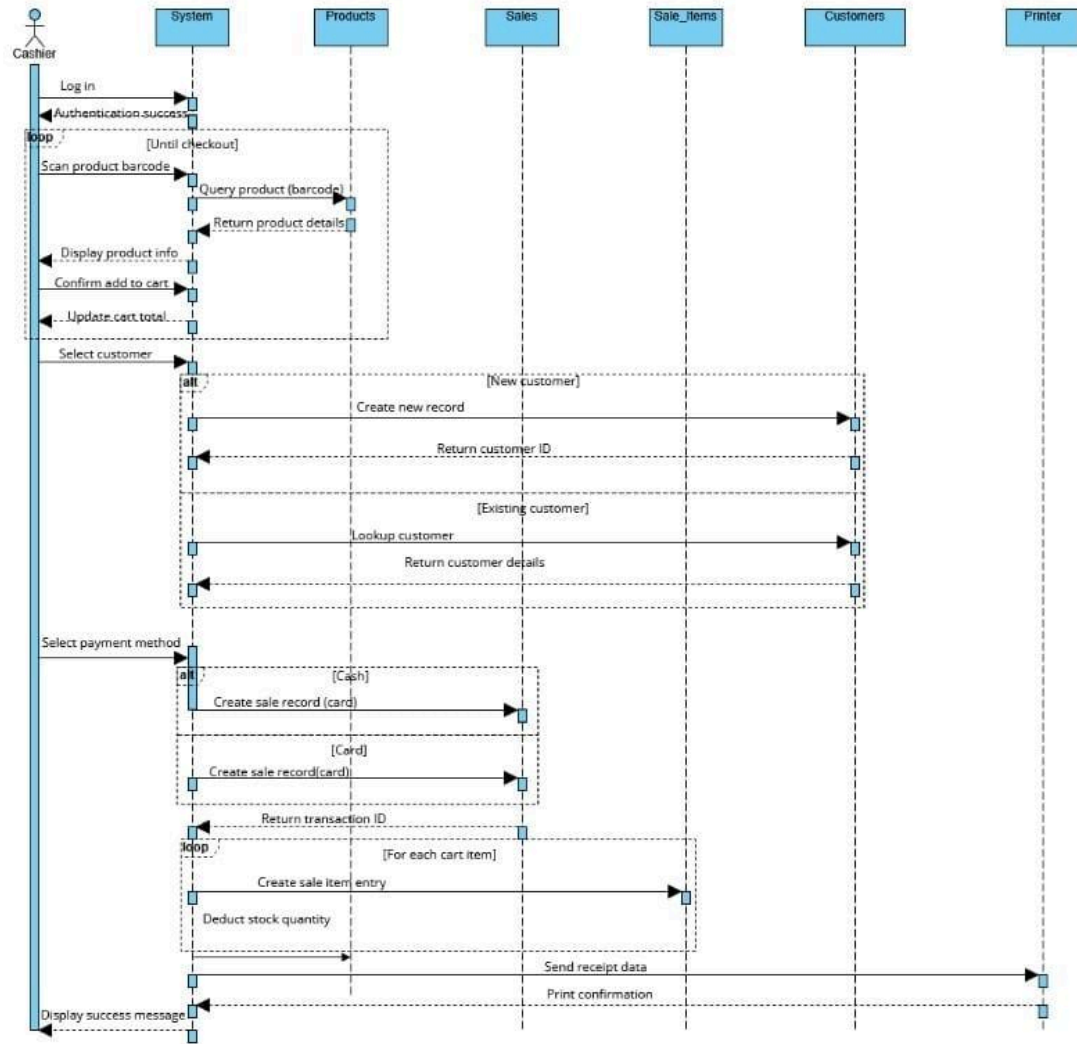 System
Products
Sales
Sale_Items
Customers
Printer
Cashier
Log in
Authentication success
loop
[Until checkout]
Scan product barcode
Query product (barcode)
Return product details
Display product info
Confirm add to cart
Update cart total
Select customer
alt
[New customer]
Create new record
Return customer ID
[Existing customer]
Lookup customer
Return customer details
Select payment method
alt
[Cash]
Create sale record (card)
[Card]
Create sale record(card)
Return transaction ID
loop
[For each cart item]
Create sale item entry
Deduct stock quantity
Send receipt data
Print confirmation
Display success message